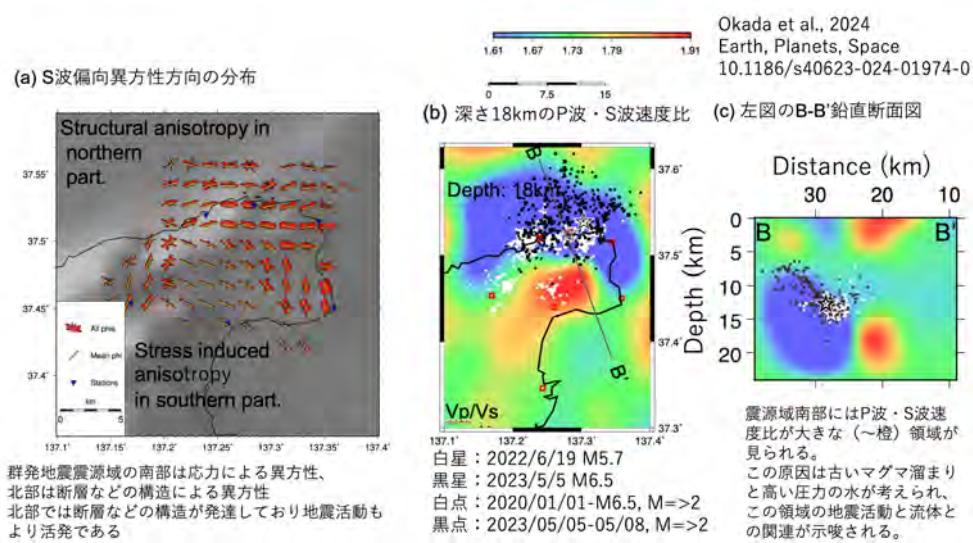 1.61 1.67 1.73 1.79 1.91
0.0 7.5 15
Okada et al., 2024
Earth, Planets, Space
10.1186/s40623-024-01974-0
(a) S波偏向異方性方向の分布
Structural anisotropy in
northern
part.
37.55°
37.5°
37.45°
37.4°
All phis
Mean phi
Stations
km
0 5
Stress induced
anisotropy
in southern part.
137.1° 137.15° 137.2° 137.25° 137.3° 137.35° 137.4°
群発地震震源域の南部は応力による異方性、
北部は断層などの構造による異方性
北部では断層などの構造が発達しており地震活動も
より活発である
(b) 深さ18kmのP波・S波速度比
B
Depth: 18km
37.6°
37.5°
37.4°
37.3°
B'
Vp/Vs
137.1° 137.2° 137.3° 137.4°
白星：2022/6/19 M5.7
黒星：2023/5/5 M6.5
白点：2020/01/01-M6.5, M=>2
黒点：2023/05/05-05/08, M=>2
(c) 左図のB-B'鉛直断面図
Distance (km)
30 20 10
B B'
Depth (km)
0
5
10
15
20
震源域南部にはP波・S波速
度比が大きな（～橙）領域が
見られる。
この原因は古いマグマ溜まり
と高い圧力の水が考えられ、
この領域の地震活動と流体と
の関連が示唆される。